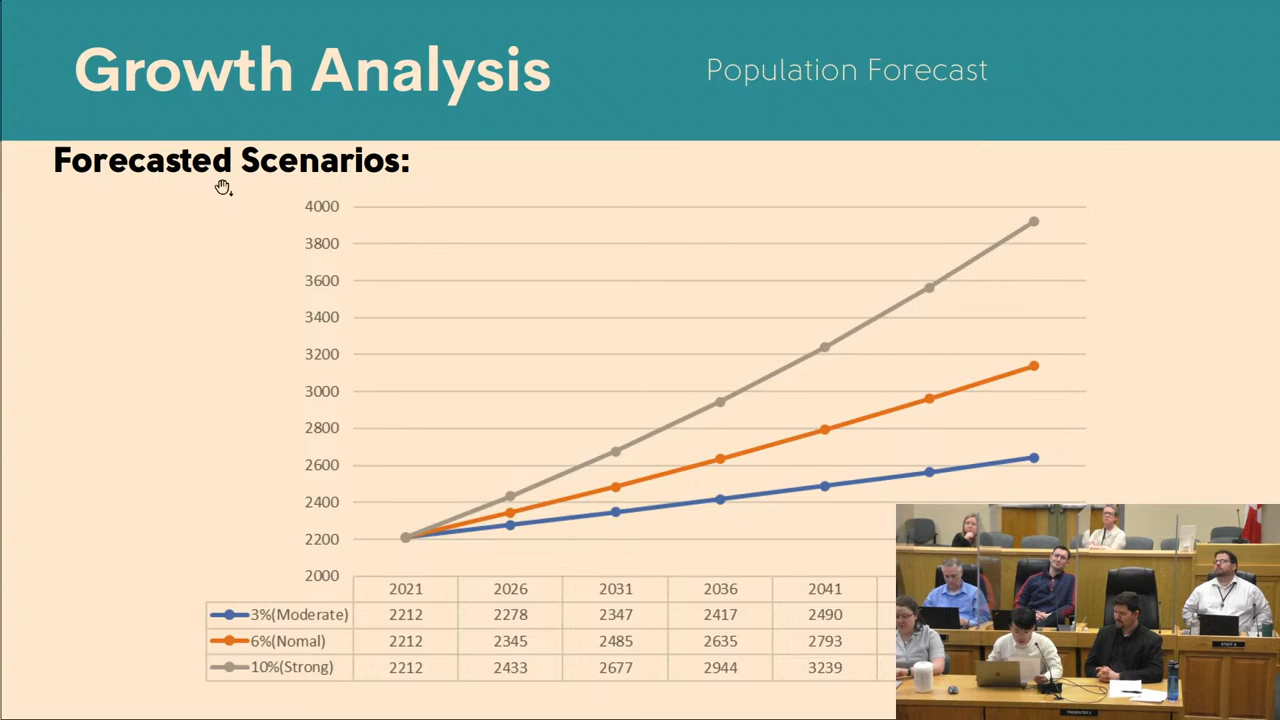 Growth Analysis
Population Forecast
Forecasted Scenarios:
4000
3800
3600
3400
3200
3000
2800
2600
2400
2200
2000
2021 2026 2031 2036 2041
3%(Moderate) 2212 2278 2347 2417 2490
6%(Nomal) 2212 2345 2485 2635 2793
10%(Strong) 2212 2433 2677 2944 3239